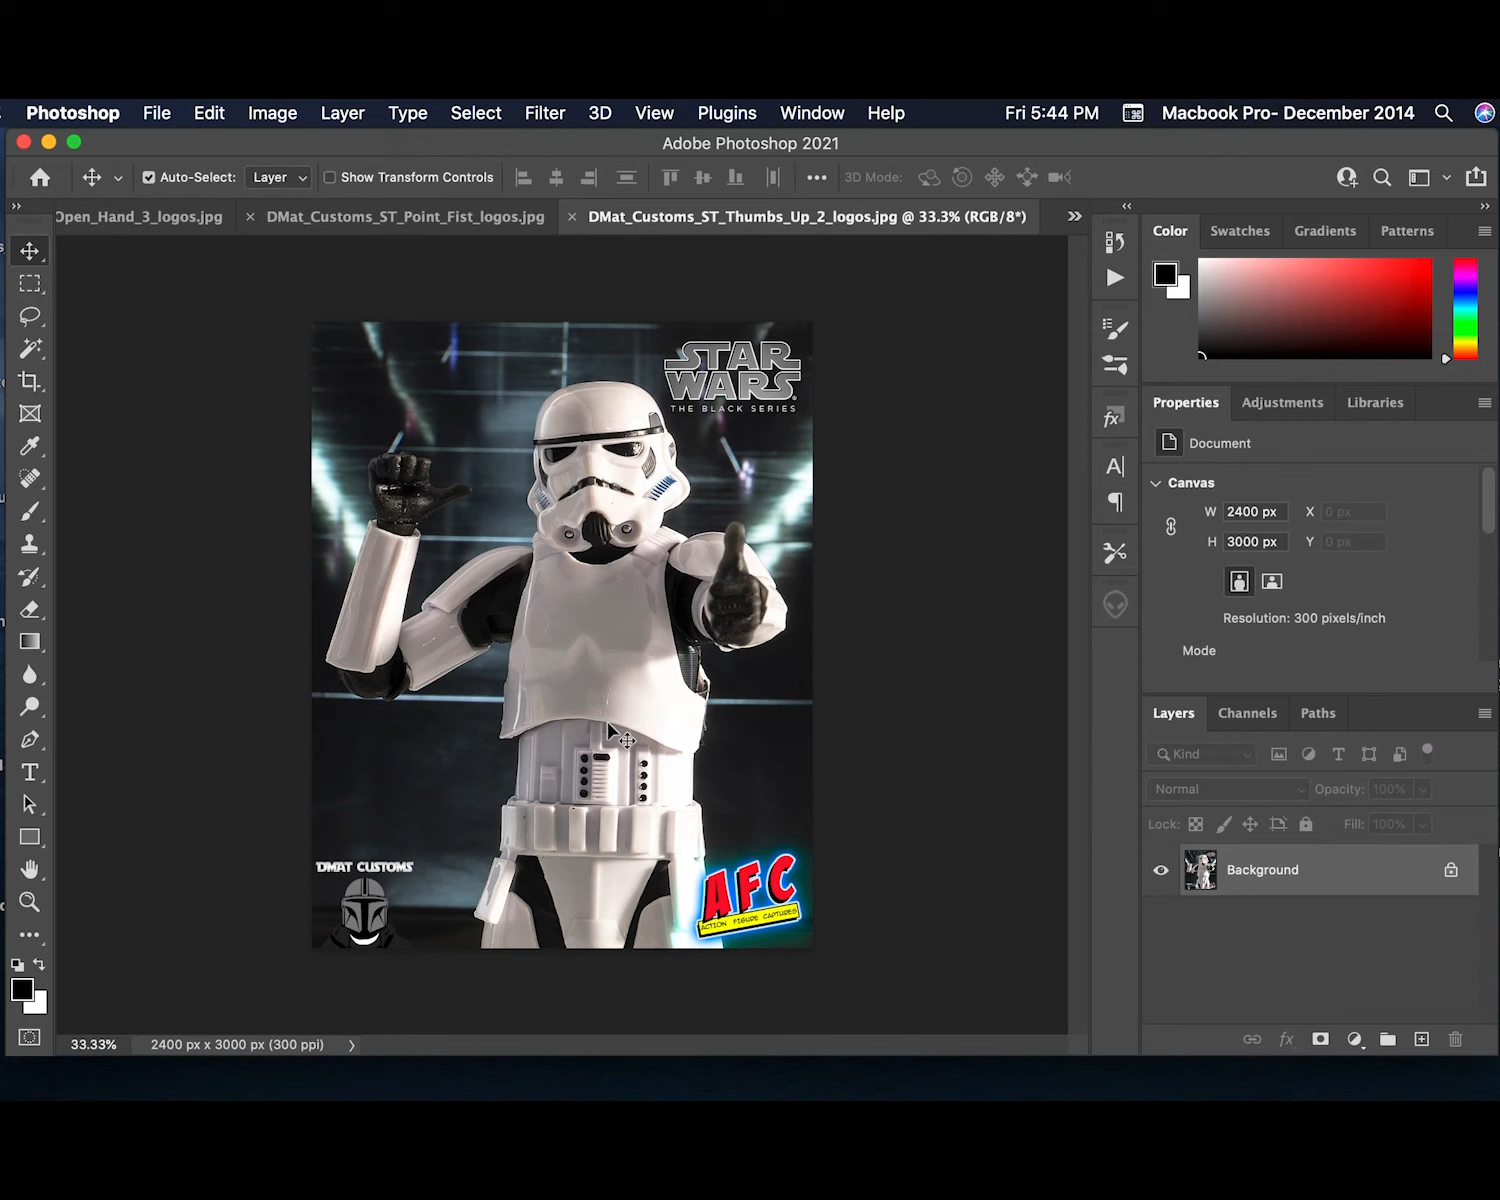 Photoshop File Edit Image Layer Type Select Filter 3D View Plugins Window Help Fri 5:44 PM Macbook Pro- December 2014
Adobe Photoshop 2021
Auto-Select: Layer Show Transform Controls 3D Mode:
Open_Hand_3_logos.jpg DMat_Customs_ST_Point_Fist_logos.jpg DMat_Customs_ST_Thumbs_Up_2_logos.jpg @ 33.3% (RGB/8*)
Color Swatches Gradients Patterns
STAR
WARS
THE BLACK SERIES
DMAT CUSTOMS
AFC
ACTION FIGURE CAPTURES
Properties Adjustments Libraries
Document
Canvas
W 2400 px X 0 px
H 3000 px Y 0 px
Resolution: 300 pixels/inch
Mode
Layers Channels Paths
Kind
Normal Opacity: 100%
Lock: Fill: 100%
Background
33.33% 2400 px x 3000 px (300 ppi)